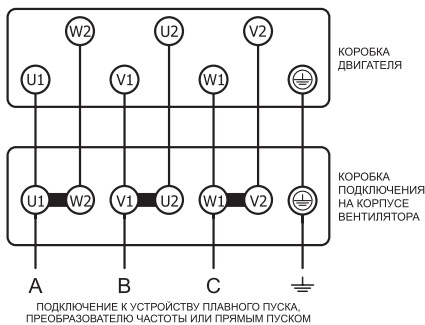 W2 U2 V2
U1 V1 W1
КОРОБКА
ДВИГАТЕЛЯ
U1 W2 V1 U2 W1 V2
КОРОБКА
ПОДКЛЮЧЕНИЯ
НА КОРПУСЕ
ВЕНТИЛЯТОРА
A B C
ПОДКЛЮЧЕНИЕ К УСТРОЙСТВУ ПЛАВНОГО ПУСКА,
ПРЕОБРАЗОВАТЕЛЮ ЧАСТОТЫ ИЛИ ПРЯМЫМ ПУСКОМ